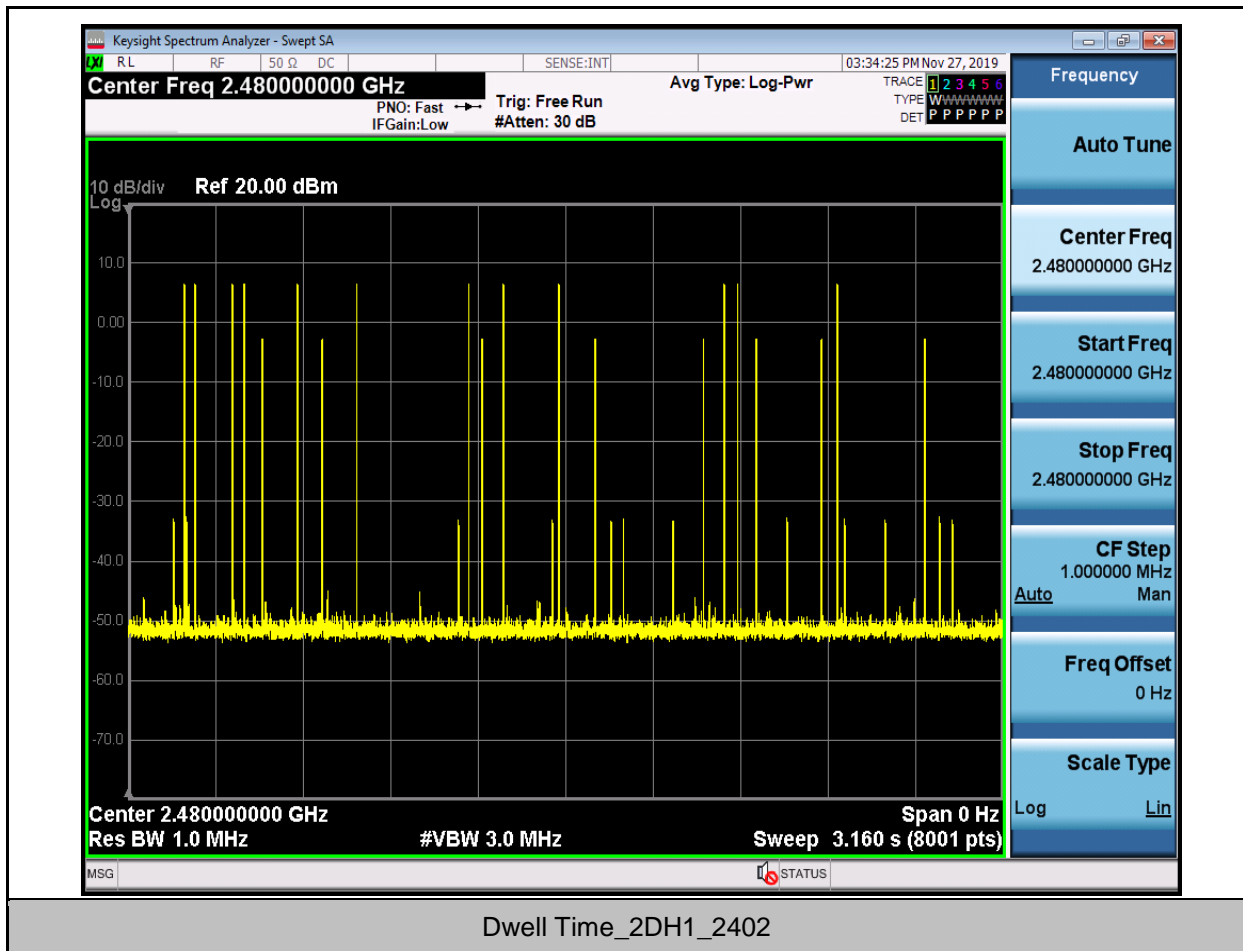 Keysight Spectrum Analyzer - Swept SA
LXI RL RF 50 Ω DC SENSE:INT 03:34:25 PM Nov 27, 2019
Center Freq 2.480000000 GHz
PNO: Fast
IFGain:Low
Trig: Free Run
#Atten: 30 dB
Avg Type: Log-Pwr
TRACE 1 2 3 4 5 6
TYPE WWWWWW
DET P P P P P P
10 dB/div Ref 20.00 dBm
Log
10.0
0.00
-10.0
-20.0
-30.0
-40.0
-50.0
-60.0
-70.0
Center 2.480000000 GHz Span 0 Hz
Res BW 1.0 MHz #VBW 3.0 MHz Sweep 3.160 s (8001 pts)
MSG STATUS
Frequency
Auto Tune
Center Freq
2.480000000 GHz
Start Freq
2.480000000 GHz
Stop Freq
2.480000000 GHz
CF Step
1.000000 MHz
Auto Man
Freq Offset
0 Hz
Scale Type
Log Lin
Dwell Time_2DH1_2402